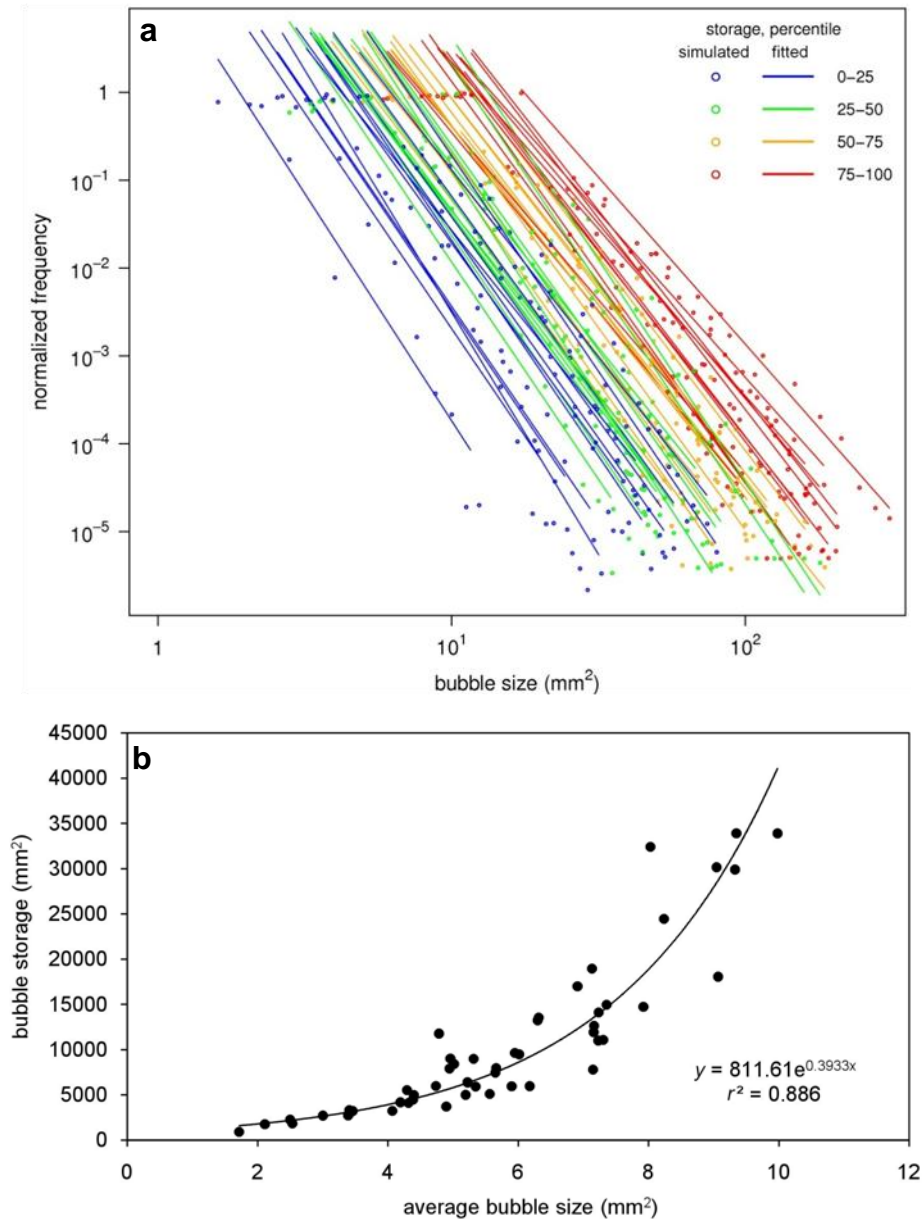 a
storage, percentile
simulated fitted
0–25
25–50
50–75
75–100
1
10⁻¹
10⁻²
10⁻³
10⁻⁴
10⁻⁵
normalized frequency
1 10¹ 10²
bubble size (mm²)
b
45000
40000
35000
30000
25000
20000
15000
10000
5000
0
bubble storage (mm²)
y = 811.61e^0.3933x
r² = 0.886
0 2 4 6 8 10 12
average bubble size (mm²)